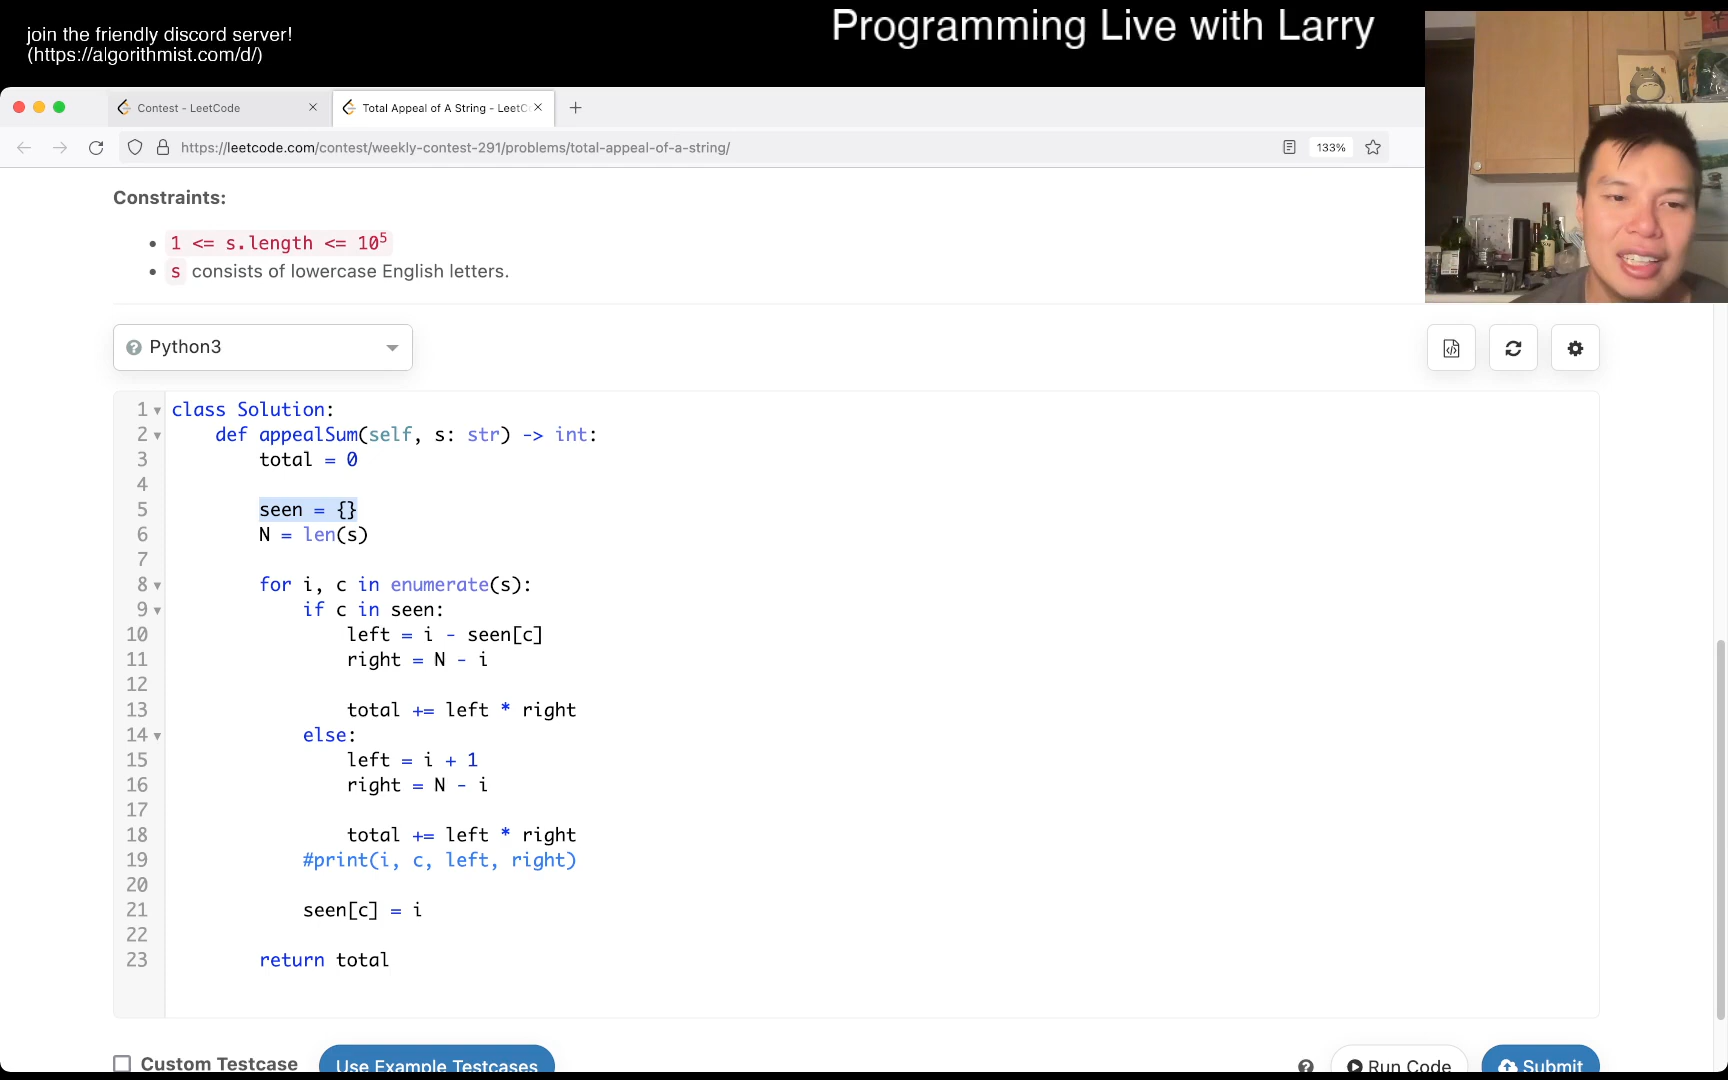 join the friendly discord server!
(https://algorithmist.com/d/)
Programming Live with Larry
Contest - LeetCode
Total Appeal of A String - LeetC
https://leetcode.com/contest/weekly-contest-291/problems/total-appeal-of-a-string/
133%
Constraints:
1 <= s.length <= 10^5
s consists of lowercase English letters.
Python3
1 class Solution:
2 def appealSum(self, s: str) -> int:
3 total = 0
4
5 seen = {}
6 N = len(s)
7
8 for i, c in enumerate(s):
9 if c in seen:
10 left = i - seen[c]
11 right = N - i
12
13 total += left * right
14 else:
15 left = i + 1
16 right = N - i
17
18 total += left * right
19 #print(i, c, left, right)
20
21 seen[c] = i
22
23 return total
Custom Testcase
Use Example Testcases
Run Code
Submit